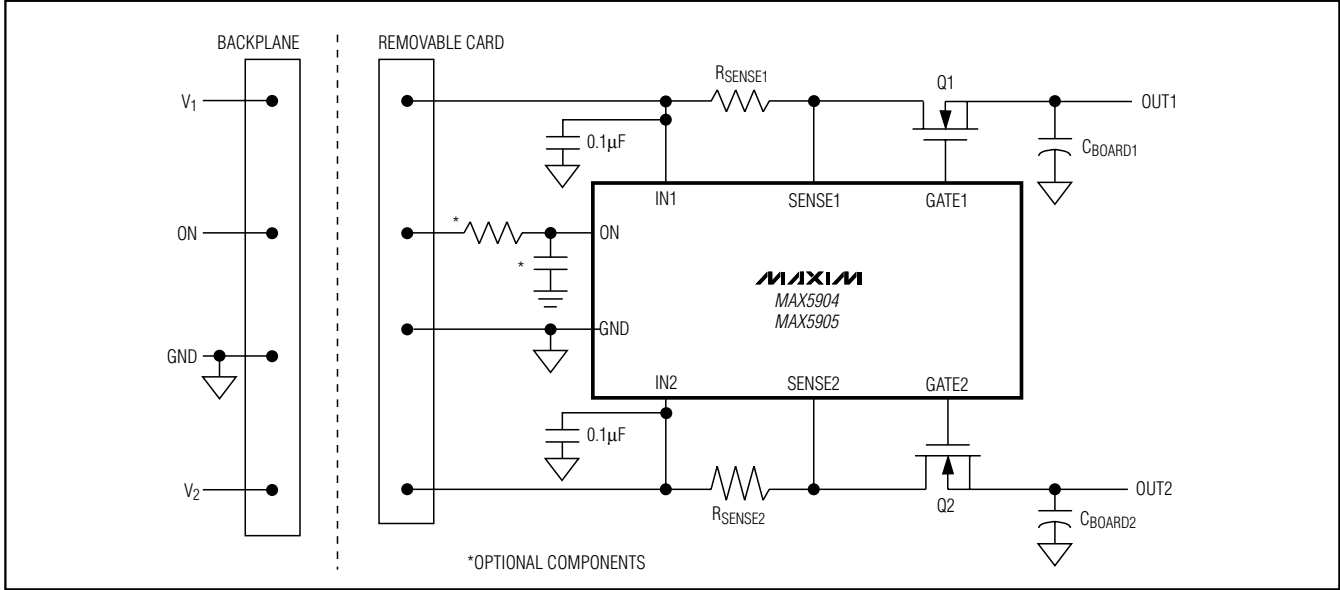 BACKPLANE
REMOVABLE CARD
V1
ON
GND
V2
RSENSE1
Q1
OUT1
0.1µF
CBOARD1
IN1
SENSE1
GATE1
*
ON
*
MAXIM
MAX5904
MAX5905
GND
IN2
SENSE2
GATE2
0.1µF
RSENSE2
Q2
OUT2
CBOARD2
*OPTIONAL COMPONENTS